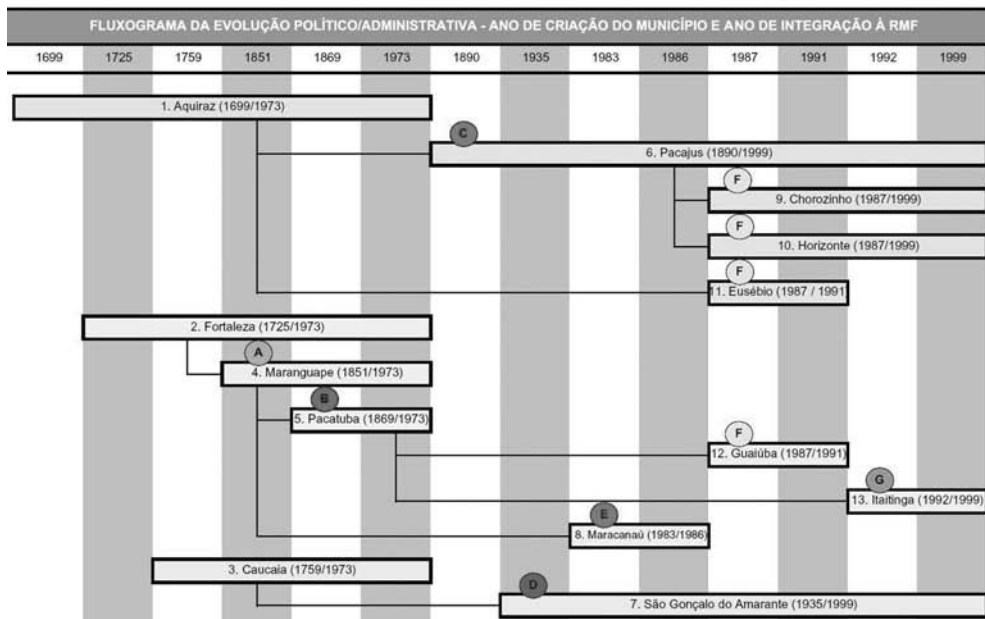 FLUXOGRAMA DA EVOLUÇÃO POLÍTICO/ADMINISTRATIVA - ANO DE CRIAÇÃO DO MUNICÍPIO E ANO DE INTEGRAÇÃO À RMF
1699 1725 1759 1851 1869 1973 1890 1935 1983 1986 1987 1991 1992 1999
1. Aquiraz (1699/1973)
C
6. Pacajus (1890/1999)
F
9. Chorozinho (1987/1999)
F
10. Horizonte (1987/1999)
F
11. Eusébio (1987 / 1991
2. Fortaleza (1725/1973)
A
4. Maranguape (1851/1973)
B
5. Pacatuba (1869/1973)
F
12. Guaiúba (1987/1991)
G
13. Itaitinga (1992/1999)
E
8. Maracanaú (1983/1986)
3. Caucaia (1759/1973)
D
7. São Gonçalo do Amarante (1935/1999)